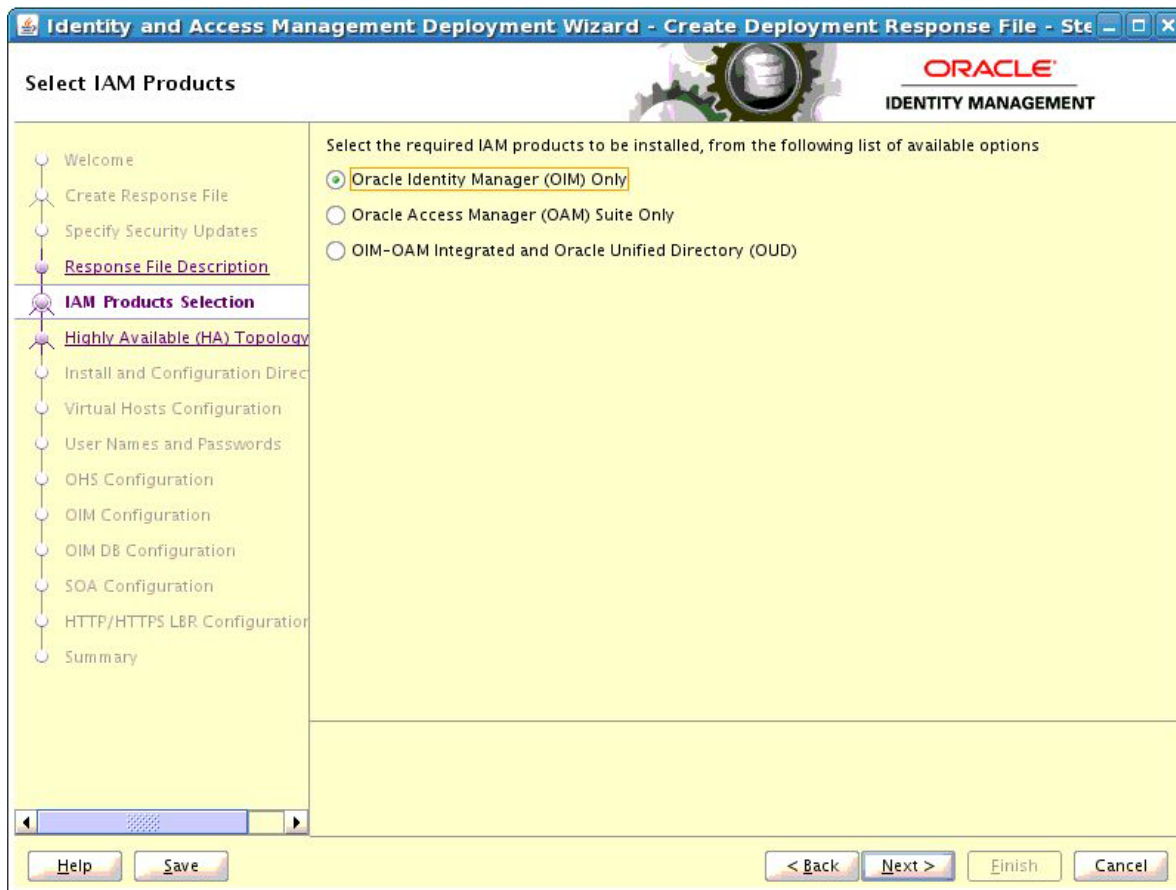 Identity and Access Management Deployment Wizard - Create Deployment Response File - Ste
Select IAM Products
ORACLE
IDENTITY MANAGEMENT
Welcome
Create Response File
Specify Security Updates
Response File Description
IAM Products Selection
Highly Available (HA) Topology
Install and Configuration Direc
Virtual Hosts Configuration
User Names and Passwords
OHS Configuration
OIM Configuration
OIM DB Configuration
SOA Configuration
HTTP/HTTPS LBR Configuration
Summary
Select the required IAM products to be installed, from the following list of available options
Oracle Identity Manager (OIM) Only
Oracle Access Manager (OAM) Suite Only
OIM-OAM Integrated and Oracle Unified Directory (OUD)
Help Save < Back Next > Finish Cancel